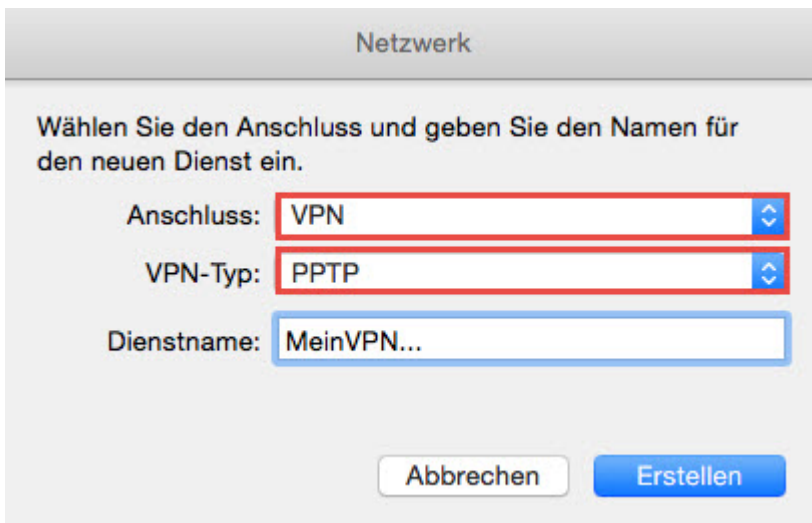 Netzwerk
Wählen Sie den Anschluss und geben Sie den Namen für
den neuen Dienst ein.
Anschluss: VPN
VPN-Typ: PPTP
Dienstname: MeinVPN...
Abbrechen Erstellen